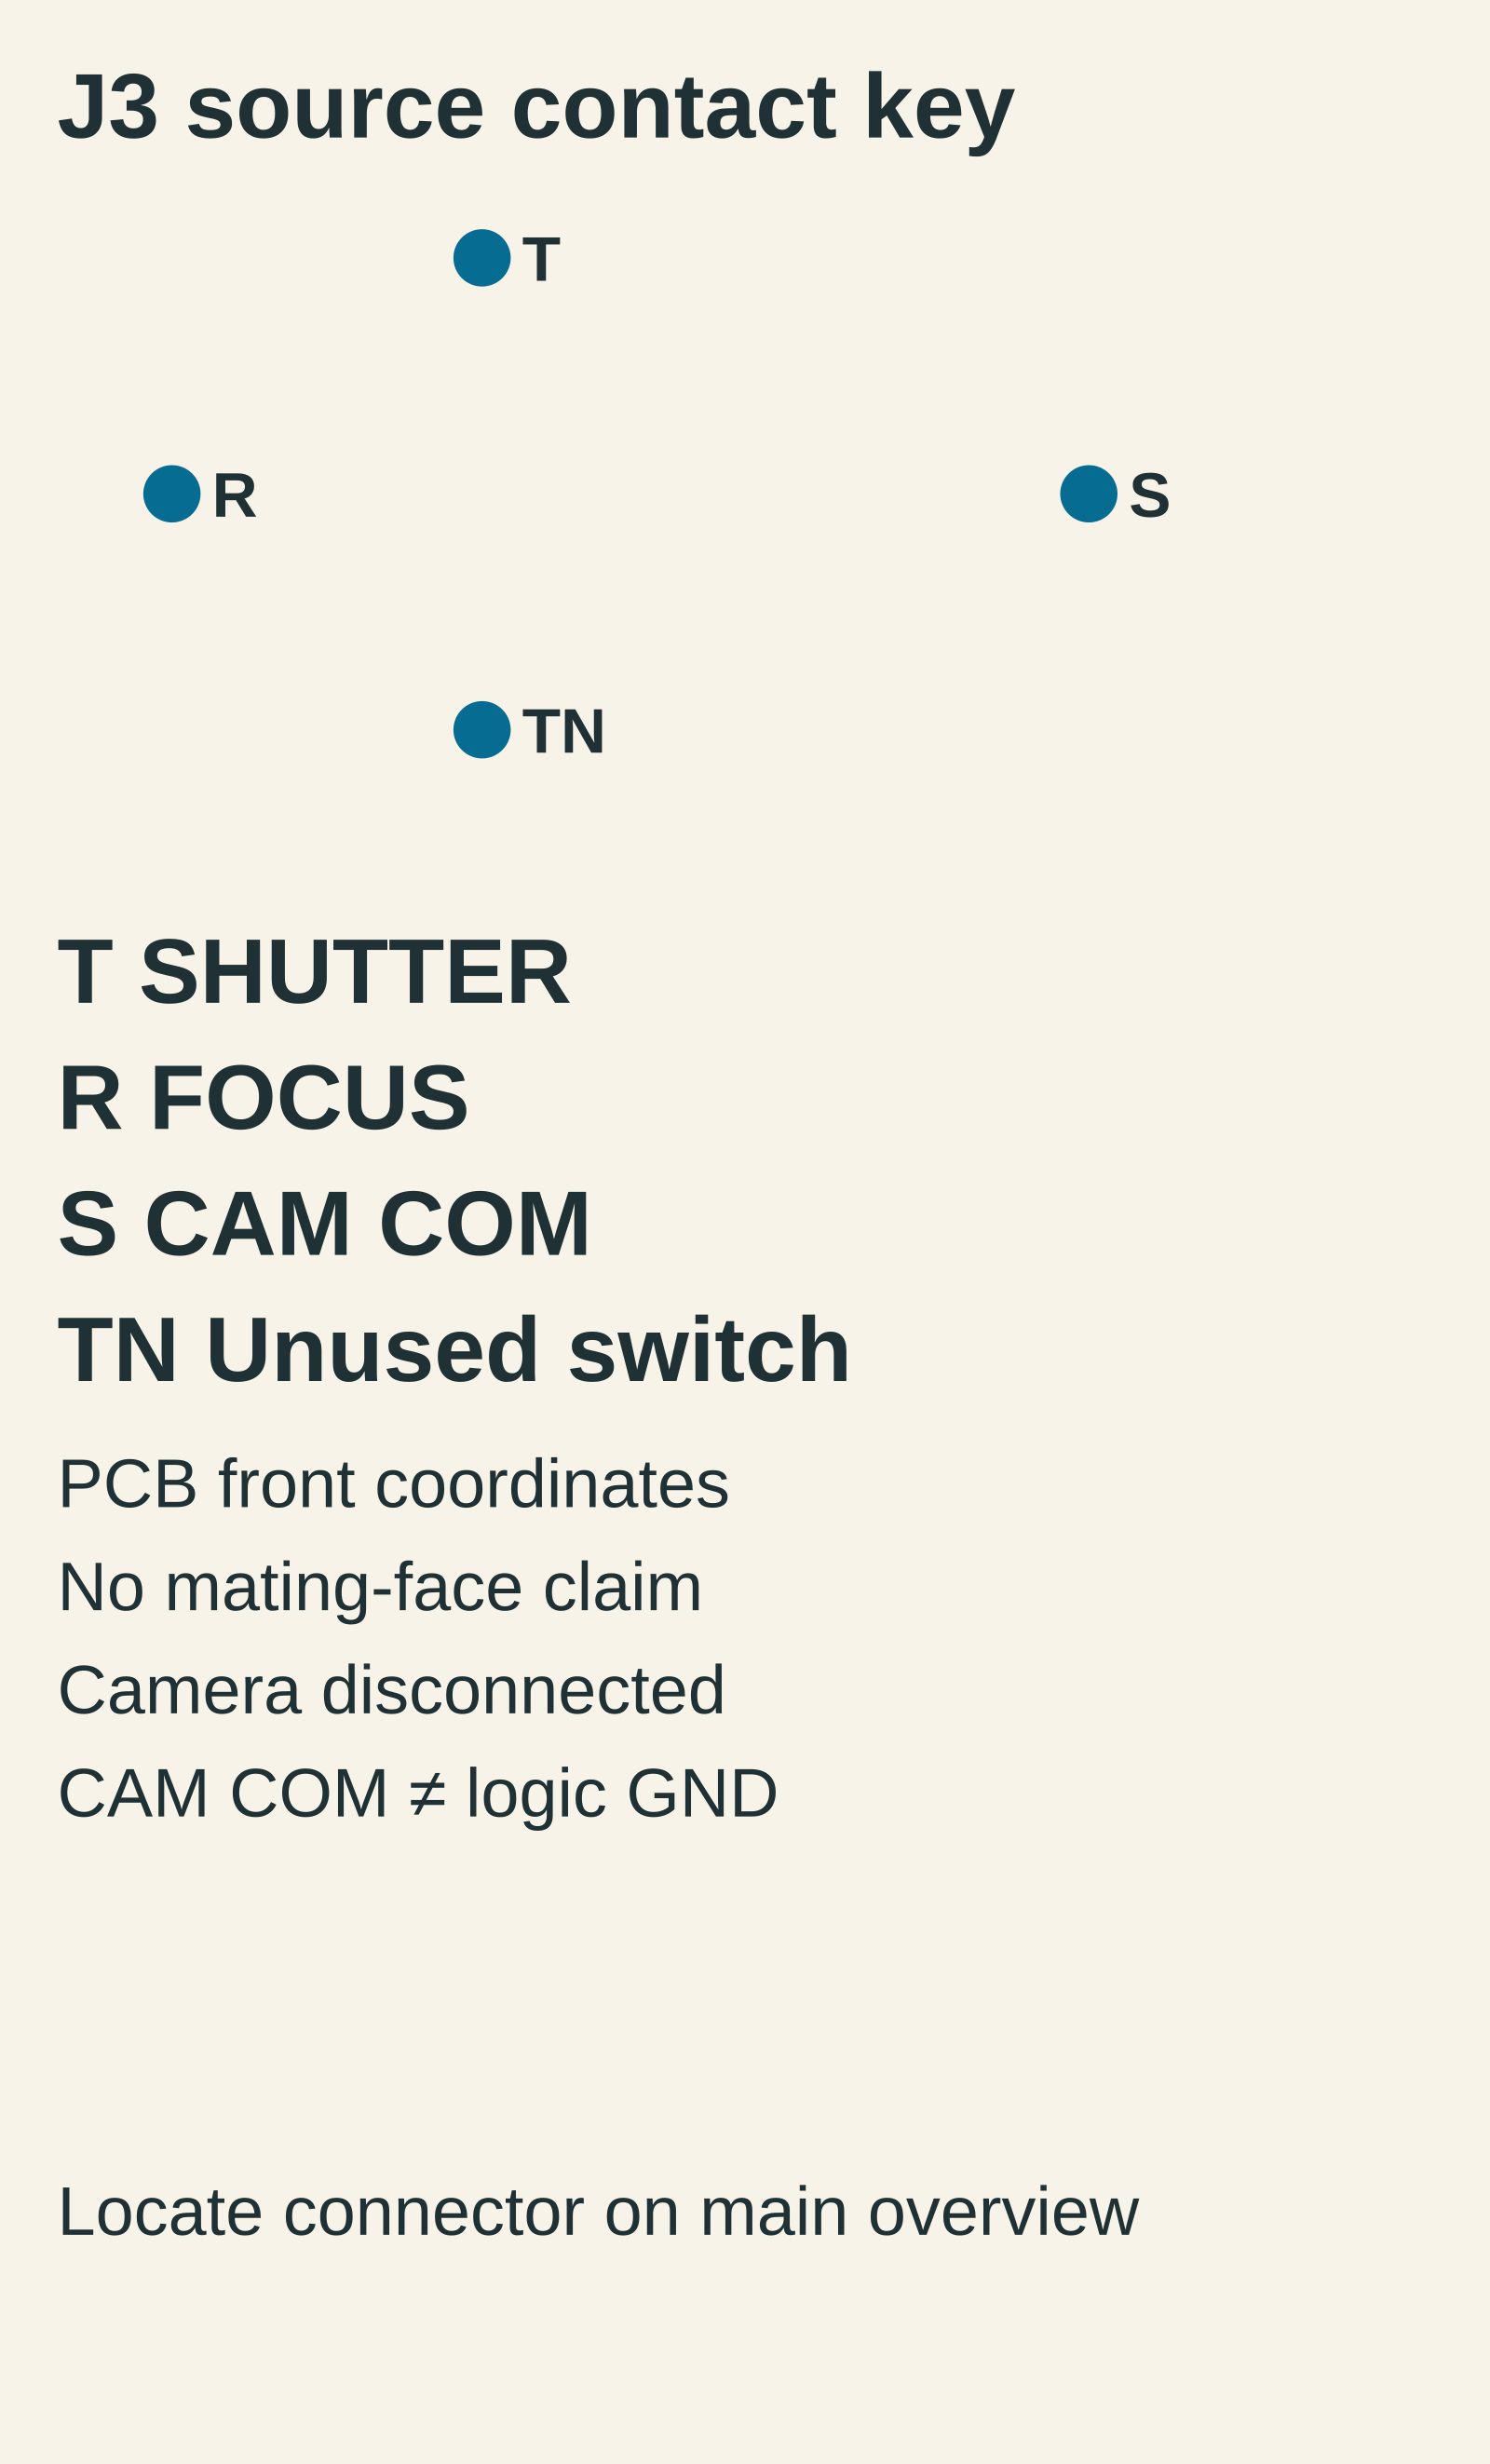 J3 source contact key
T
R
S
TN
T SHUTTER
R FOCUS
S CAM COM
TN Unused switch
PCB front coordinates
No mating-face claim
Camera disconnected
CAM COM ≠ logic GND
Locate connector on main overview